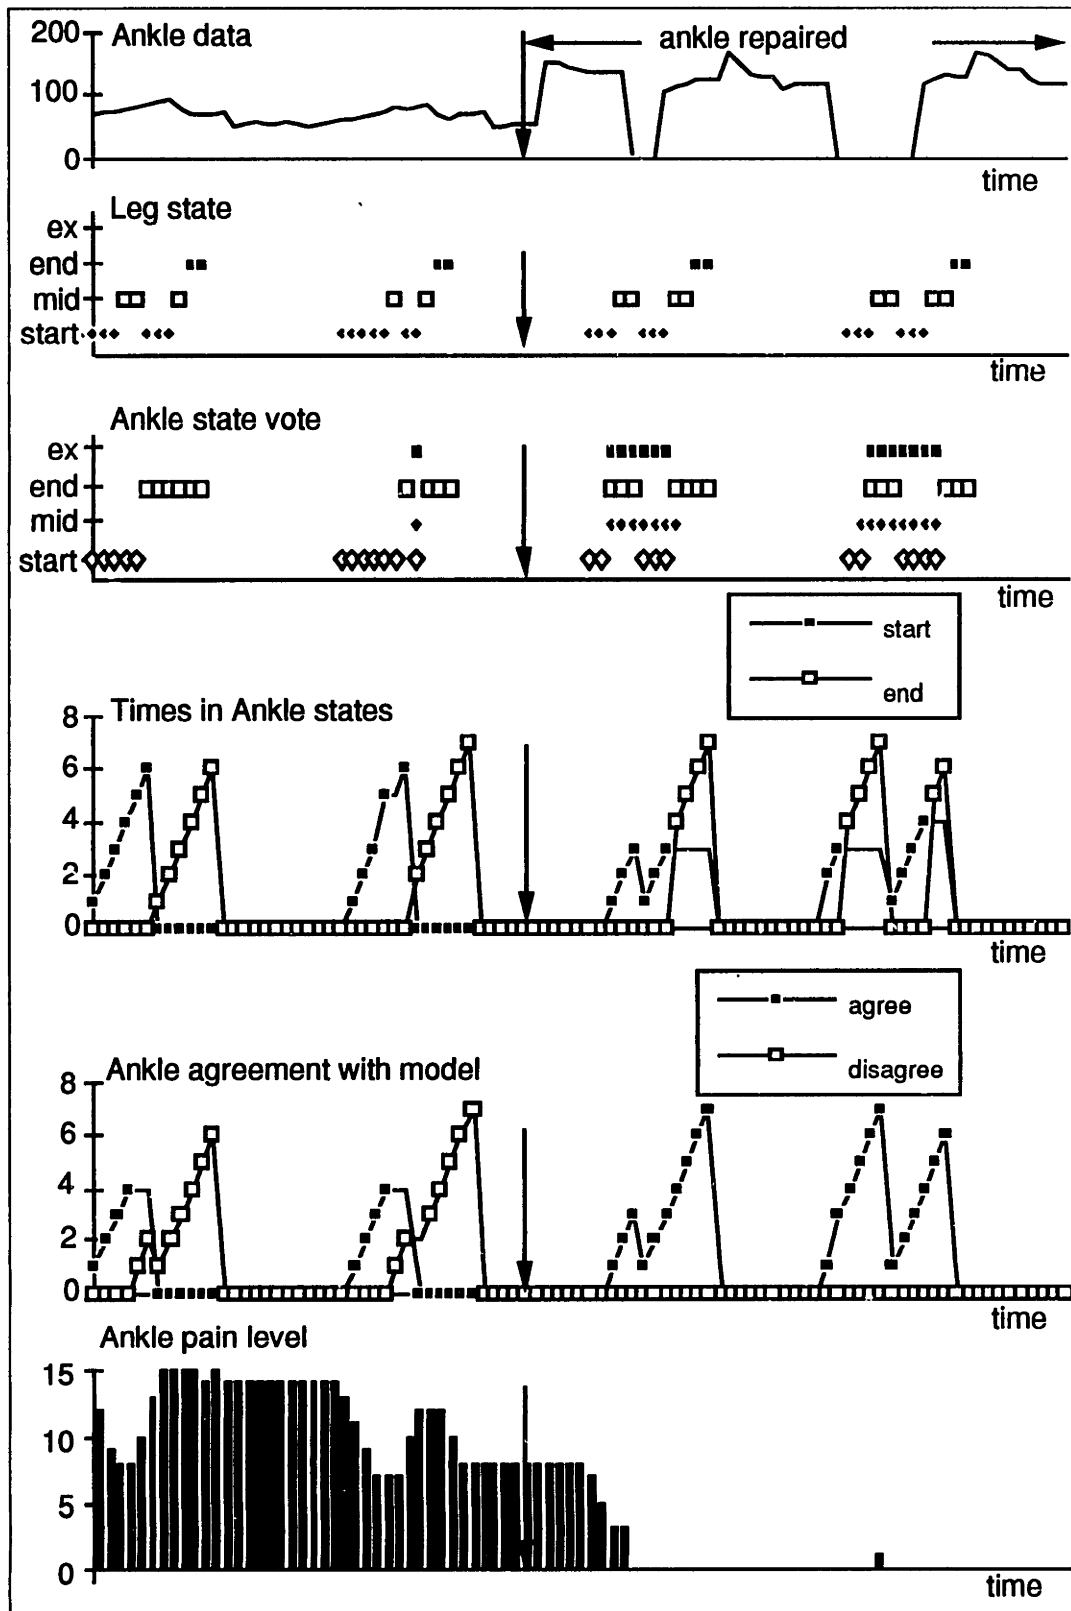 Ankle data
ankle repaired
200
100
0
time
Leg state
ex
end
mid
start
time
Ankle state vote
ex
end
mid
start
time
start
end
Times in Ankle states
8
6
4
2
0
time
agree
disagree
Ankle agreement with model
8
6
4
2
0
time
Ankle pain level
15
10
5
0
time